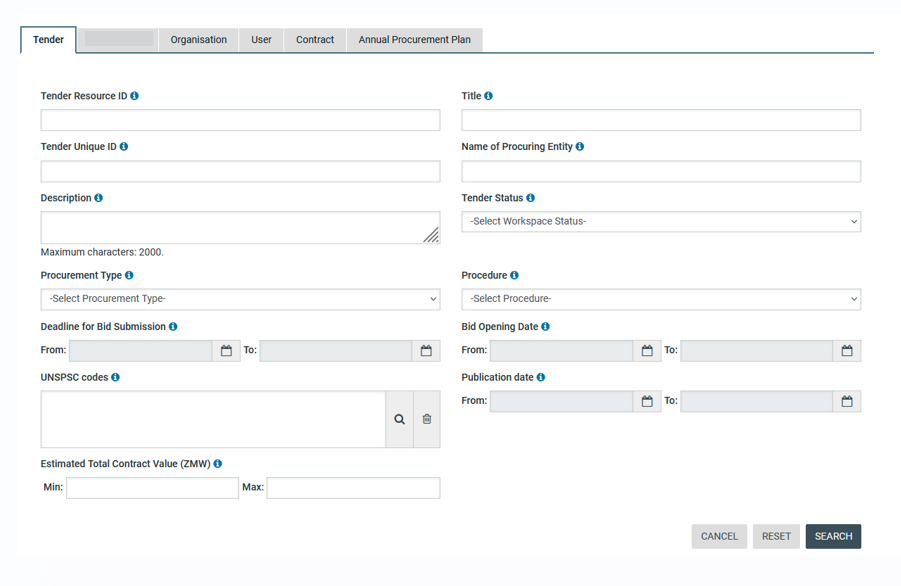 Tender
Organisation
User
Contract
Annual Procurement Plan
Tender Resource ID
Title
Tender Unique ID
Name of Procuring Entity
Description
Tender Status
-Select Workspace Status-
Maximum characters: 2000.
Procurement Type
Procedure
-Select Procurement Type-
-Select Procedure-
Deadline for Bid Submission
Bid Opening Date
From:
To:
From:
To:
UNSPSC codes
Publication date
From:
To:
Estimated Total Contract Value (ZMW)
Min:
Max:
CANCEL
RESET
SEARCH